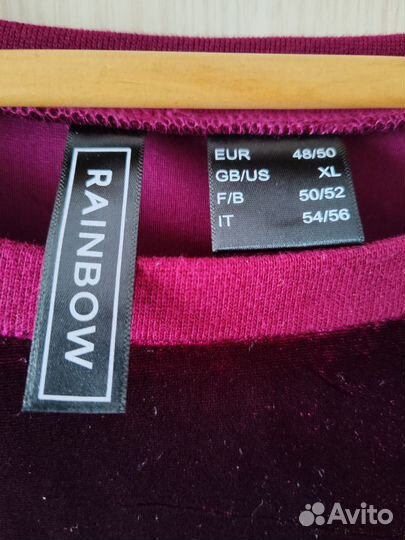 RAINBOW
EUR 48/50
GB/US XL
F/B 50/52
IT 54/56
Avito